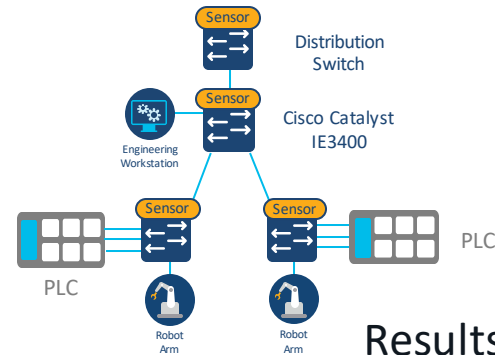 Sensor
Distribution
Switch
Sensor
Cisco Catalyst
IE3400
Engineering
Workstation
Sensor
Sensor
PLC
PLC
Robot
Arm
Robot
Arm
Results